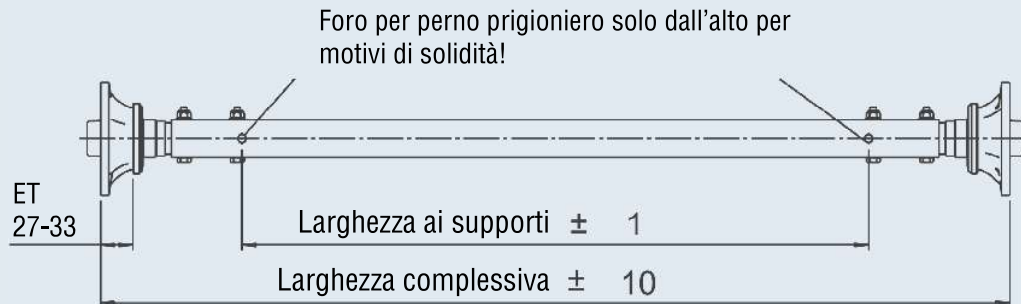 Foro per perno prigioniero solo dall’alto per
motivi di solidità!
ET
27-33
Larghezza ai supporti ± 1
Larghezza complessiva ± 10